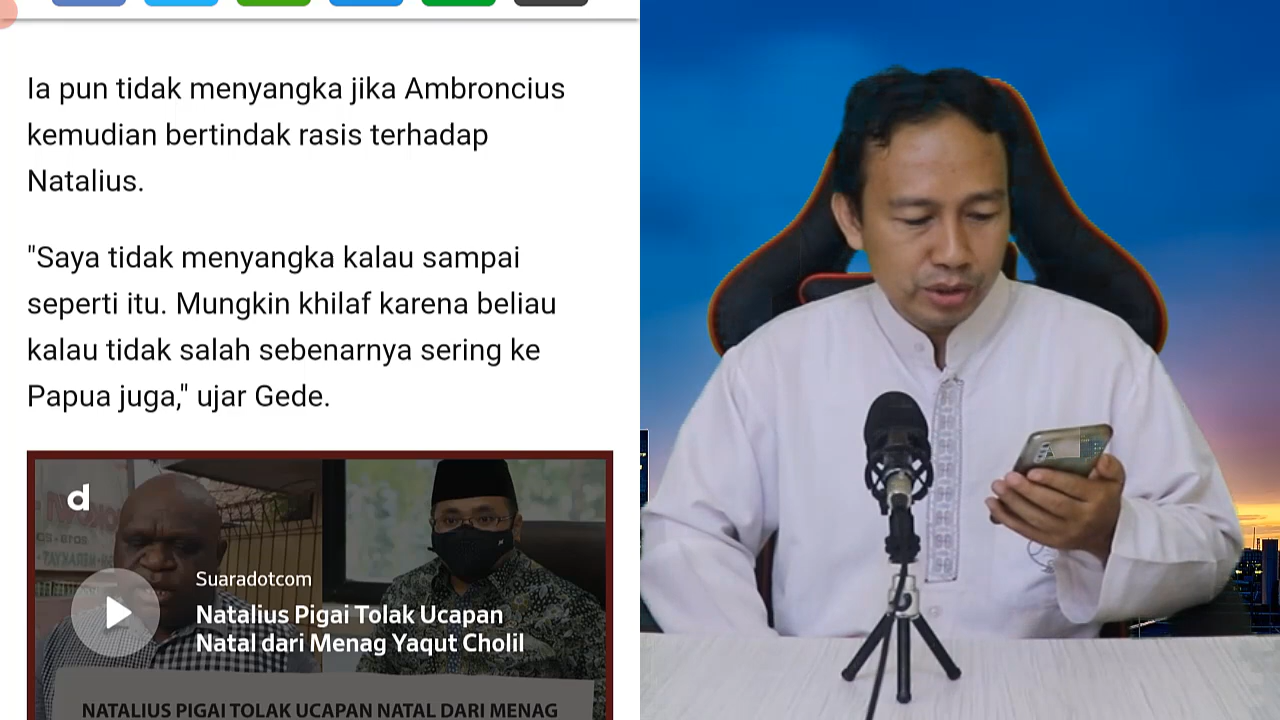 Ia pun tidak menyangka jika Ambroncius
kemudian bertindak rasis terhadap
Natalius.
"Saya tidak menyangka kalau sampai
seperti itu. Mungkin khilaf karena beliau
kalau tidak salah sebenarnya sering ke
Papua juga," ujar Gede.
d
Suaradotcom
Natalius Pigai Tolak Ucapan
Natal dari Menag Yaqut Cholil
NATALIUS PIGAI TOLAK UCAPAN NATAL DARI MENAG